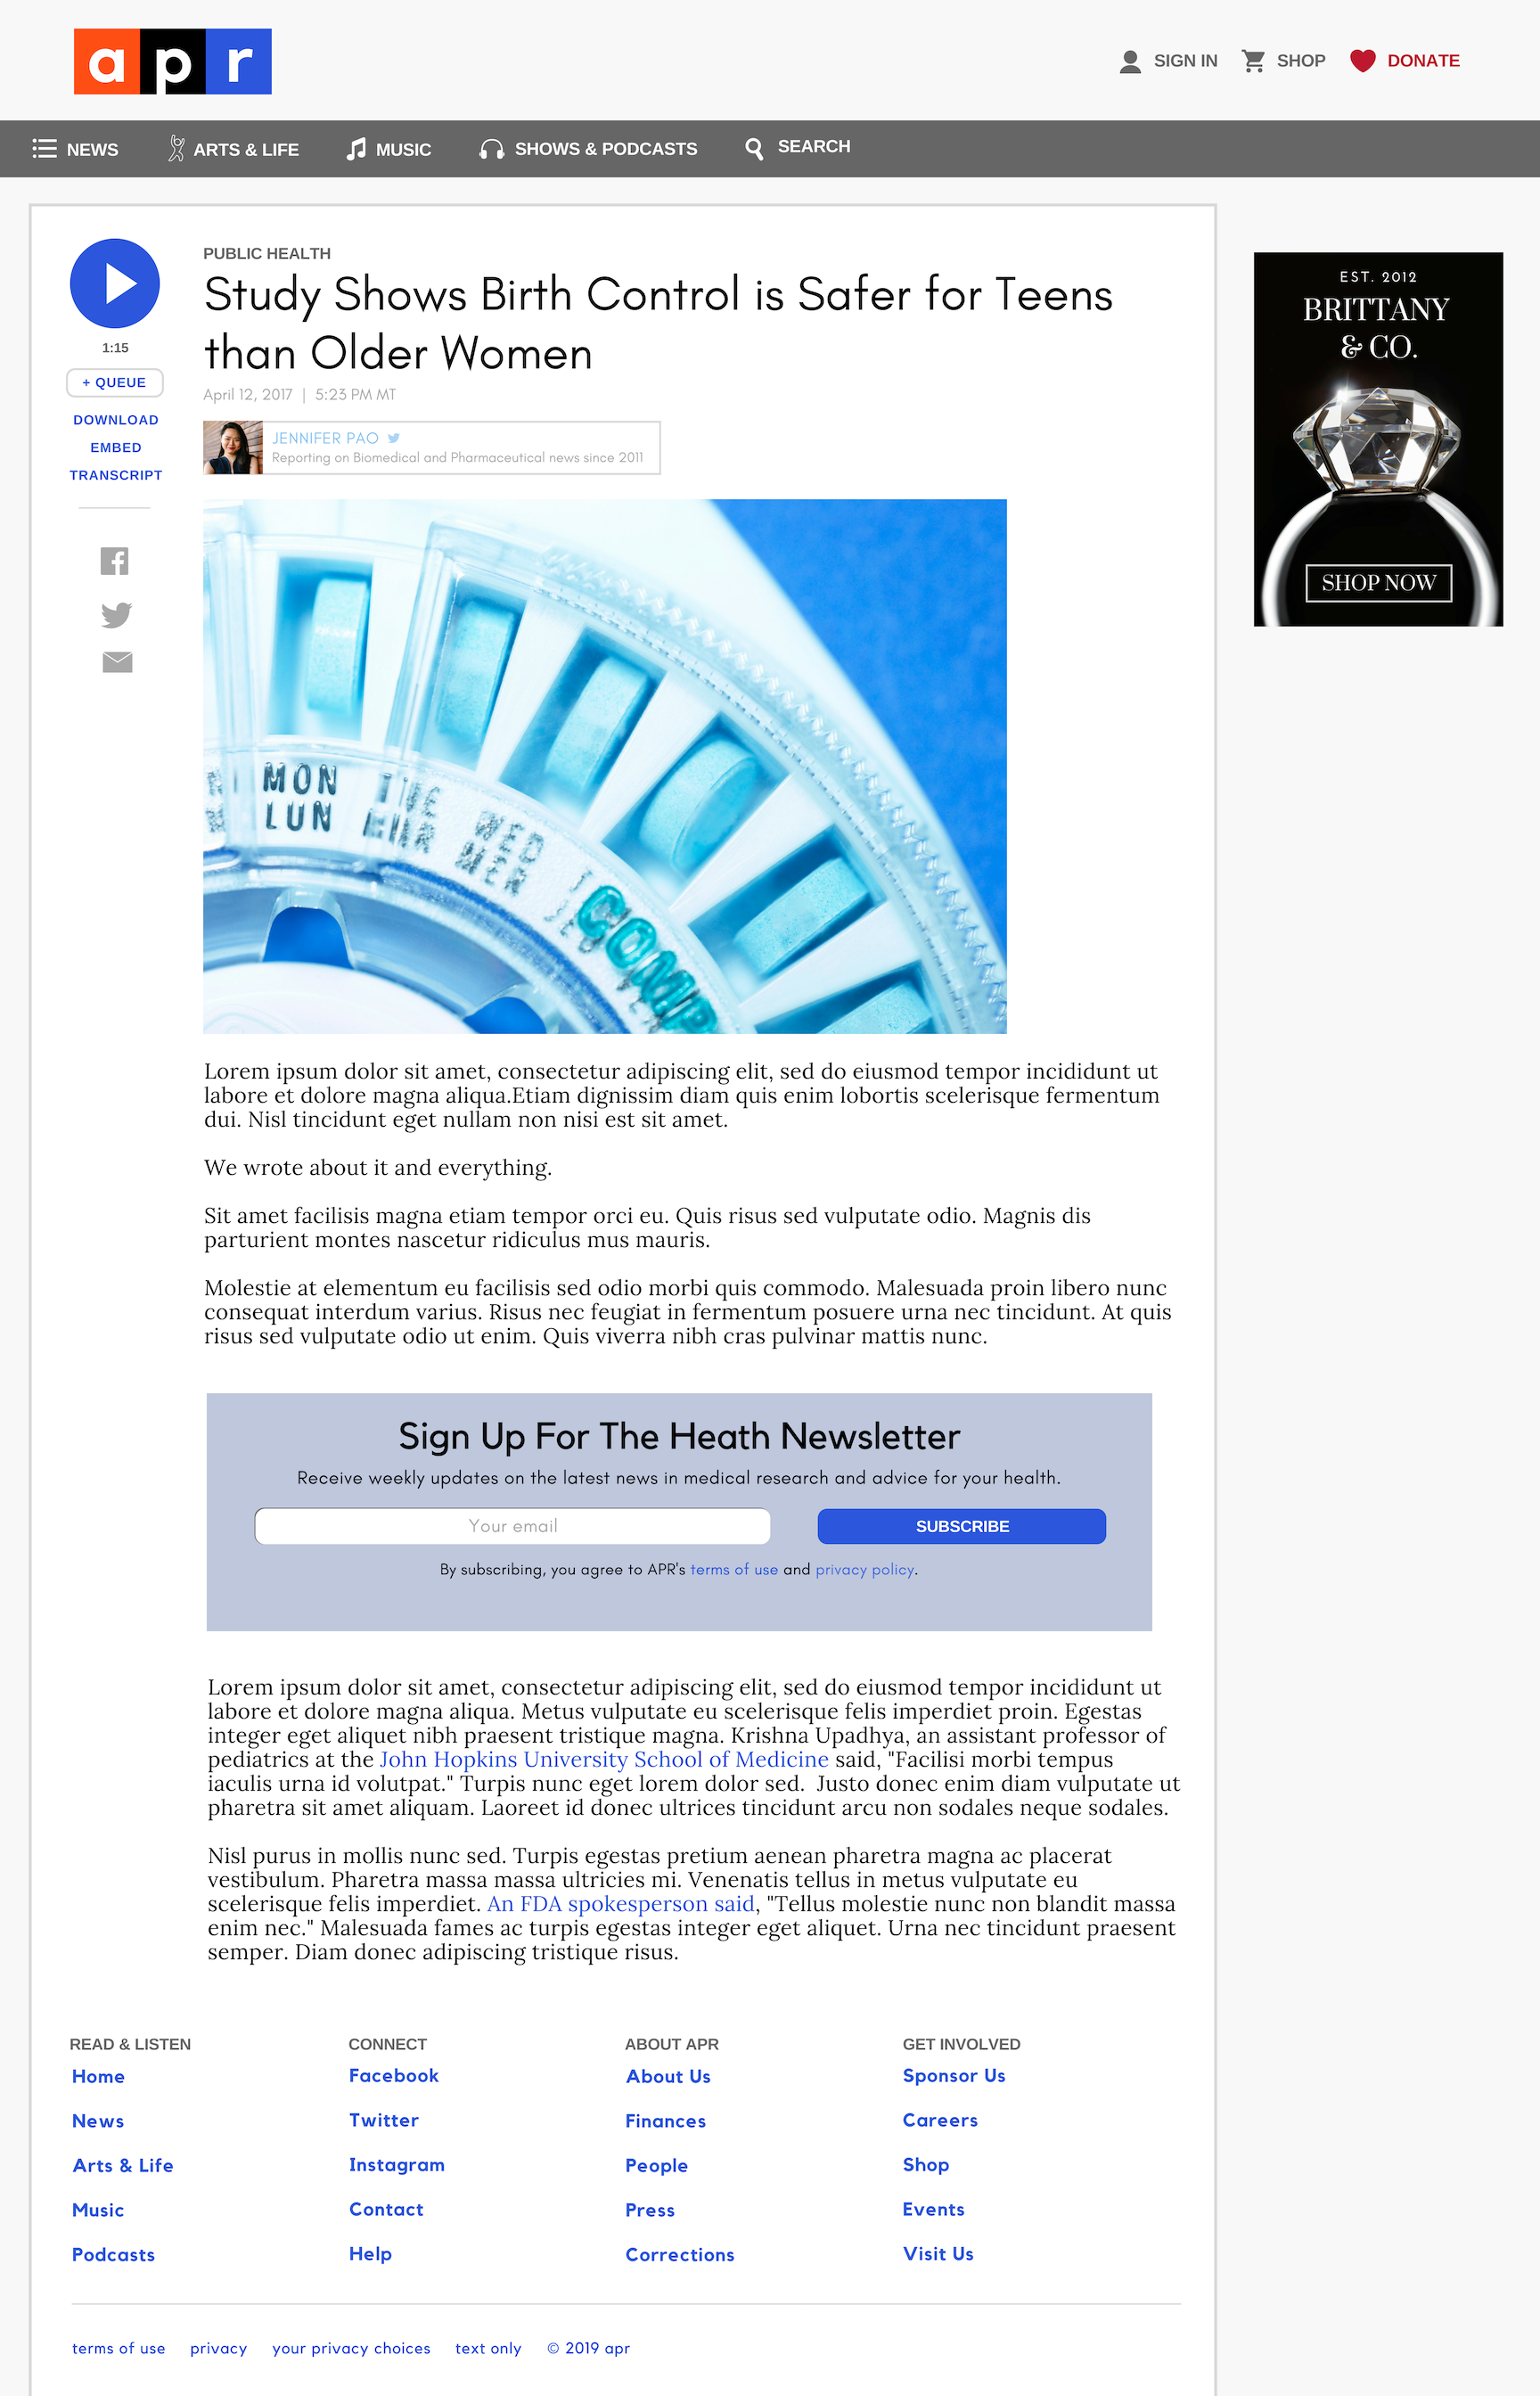 apr
SIGN IN
SHOP
DONATE
NEWS
ARTS & LIFE
MUSIC
SHOWS & PODCASTS
SEARCH
1:15
+ QUEUE
DOWNLOAD
EMBED
TRANSCRIPT
PUBLIC HEALTH
Study Shows Birth Control is Safer for Teens
than Older Women
April 12, 2017 | 5:23 PM MT
JENNIFER PAO
Reporting on Biomedical and Pharmaceutical news since 2011
EST. 2012
BRITTANY
& CO.
SHOP NOW
MON
LUN
WED
MER
COMP
Lorem ipsum dolor sit amet, consectetur adipiscing elit, sed do eiusmod tempor incididunt ut
labore et dolore magna aliqua.Etiam dignissim diam quis enim lobortis scelerisque fermentum
dui. Nisl tincidunt eget nullam non nisi est sit amet.
We wrote about it and everything.
Sit amet facilisis magna etiam tempor orci eu. Quis risus sed vulputate odio. Magnis dis
parturient montes nascetur ridiculus mus mauris.
Molestie at elementum eu facilisis sed odio morbi quis commodo. Malesuada proin libero nunc
consequat interdum varius. Risus nec feugiat in fermentum posuere urna nec tincidunt. At quis
risus sed vulputate odio ut enim. Quis viverra nibh cras pulvinar mattis nunc.
Sign Up For The Heath Newsletter
Receive weekly updates on the latest news in medical research and advice for your health.
Your email
SUBSCRIBE
By subscribing, you agree to APR's terms of use and privacy policy.
Lorem ipsum dolor sit amet, consectetur adipiscing elit, sed do eiusmod tempor incididunt ut
labore et dolore magna aliqua. Metus vulputate eu scelerisque felis imperdiet proin. Egestas
integer eget aliquet nibh praesent tristique magna. Krishna Upadhya, an assistant professor of
pediatrics at the John Hopkins University School of Medicine said, "Facilisi morbi tempus
iaculis urna id volutpat." Turpis nunc eget lorem dolor sed.  Justo donec enim diam vulputate ut
pharetra sit amet aliquam. Laoreet id donec ultrices tincidunt arcu non sodales neque sodales.
Nisl purus in mollis nunc sed. Turpis egestas pretium aenean pharetra magna ac placerat
vestibulum. Pharetra massa massa ultricies mi. Venenatis tellus in metus vulputate eu
scelerisque felis imperdiet. An FDA spokesperson said, "Tellus molestie nunc non blandit massa
enim nec." Malesuada fames ac turpis egestas integer eget aliquet. Urna nec tincidunt praesent
semper. Diam donec adipiscing tristique risus.
READ & LISTEN
Home
News
Arts & Life
Music
Podcasts
CONNECT
Facebook
Twitter
Instagram
Contact
Help
ABOUT APR
About Us
Finances
People
Press
Corrections
GET INVOLVED
Sponsor Us
Careers
Shop
Events
Visit Us
terms of use
privacy
your privacy choices
text only
© 2019 apr